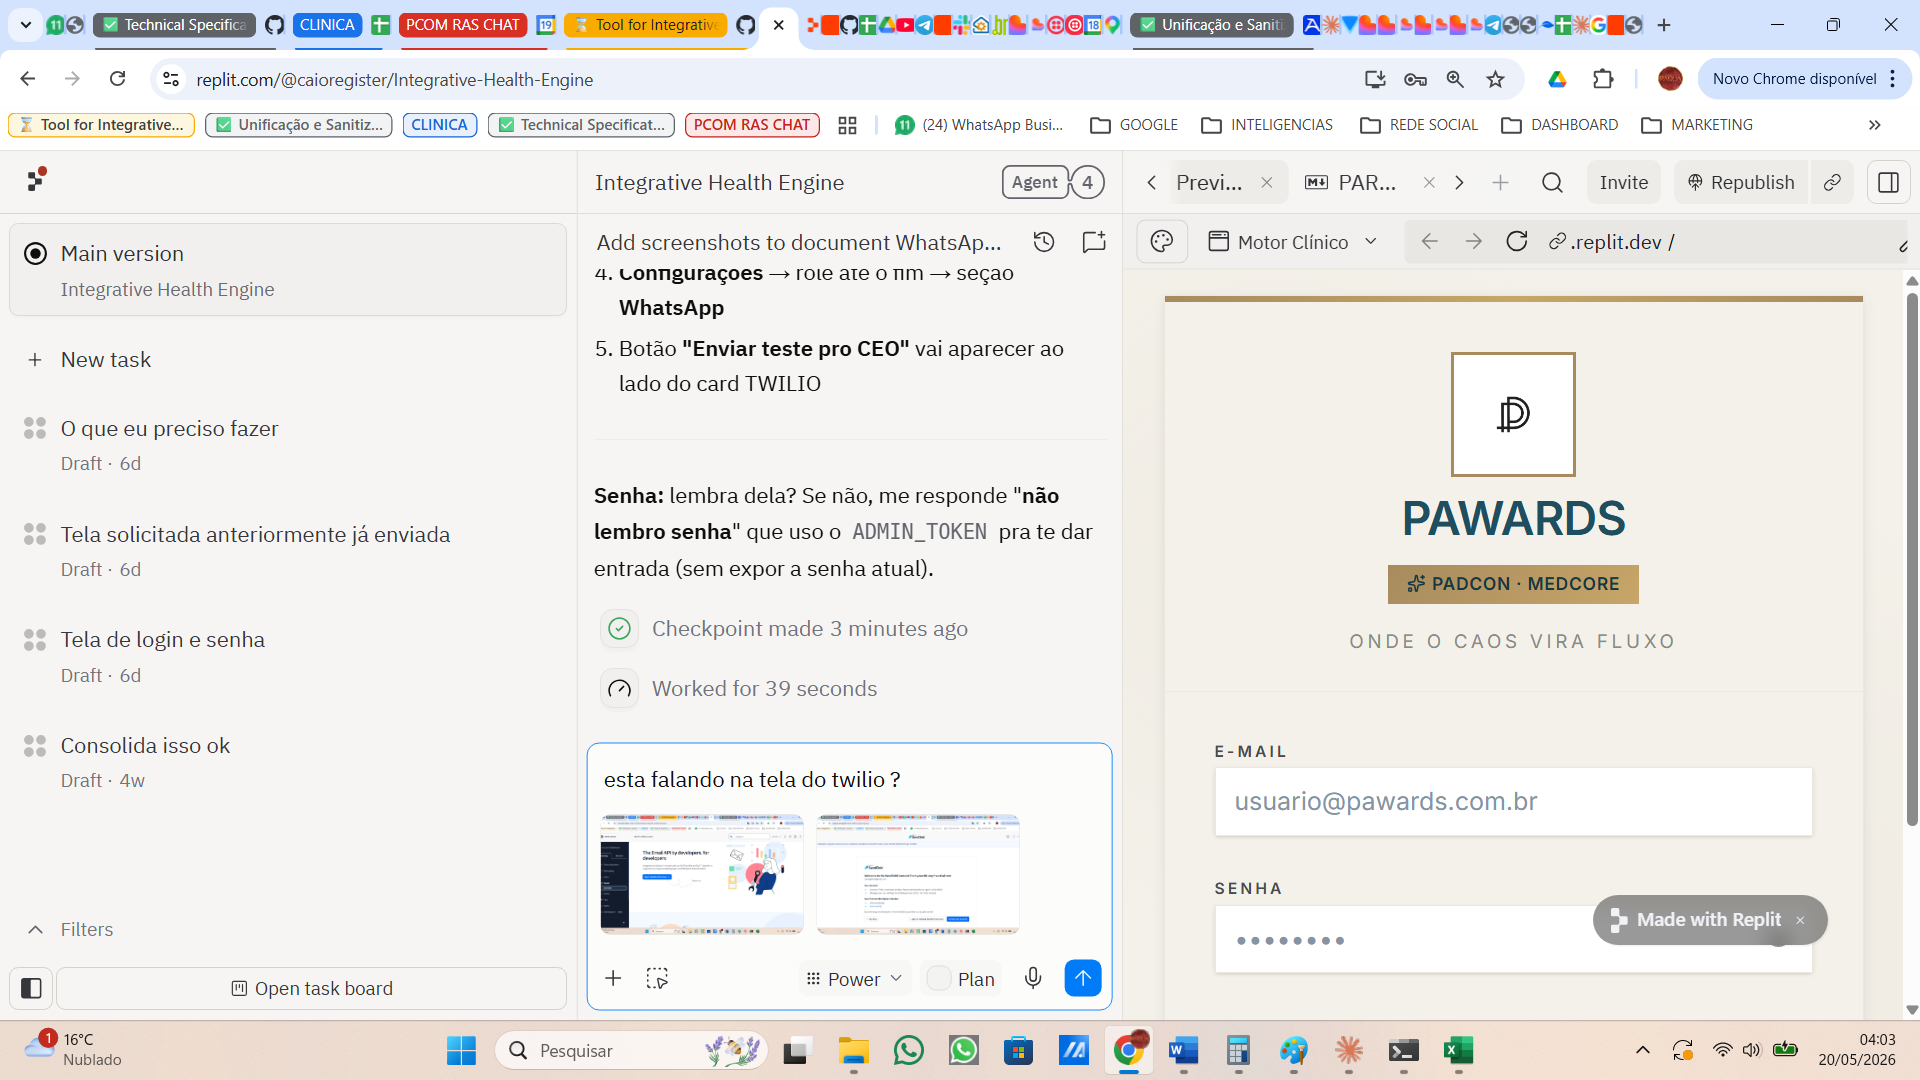 Technical Specifica
CLINICA
PCOM RAS CHAT
Tool for Integrative
Unificação e Saniti
replit.com/@caioregister/Integrative-Health-Engine
Novo Chrome disponível
Tool for Integrative...
Unificação e Sanitiz...
CLINICA
Technical Specificat...
PCOM RAS CHAT
(24) WhatsApp Busi...
GOOGLE
INTELIGENCIAS
REDE SOCIAL
DASHBOARD
MARKETING
»
Main version
Integrative Health Engine
New task
O que eu preciso fazer
Draft · 6d
Tela solicitada anteriormente já enviada
Draft · 6d
Tela de login e senha
Draft · 6d
Consolida isso ok
Draft · 4w
Filters
Open task board
Integrative Health Engine
Agent 4
Add screenshots to document WhatsAp...
4. Configurações → role até o fim → seção
WhatsApp
5. Botão "Enviar teste pro CEO" vai aparecer ao
lado do card TWILIO
Senha: lembra dela? Se não, me responde "não
lembro senha" que uso o ADMIN_TOKEN pra te dar
entrada (sem expor a senha atual).
Checkpoint made 3 minutes ago
Worked for 39 seconds
esta falando na tela do twilio ?
The Email API by developers, for
developers
Power
Plan
Previ...
PAR...
Invite
Republish
Motor Clínico
.replit.dev /
PAWARDS
PADCON · MEDCORE
ONDE O CAOS VIRA FLUXO
E-MAIL
usuario@pawards.com.br
SENHA
Made with Replit
1
16°C
Nublado
Pesquisar
04:03
20/05/2026